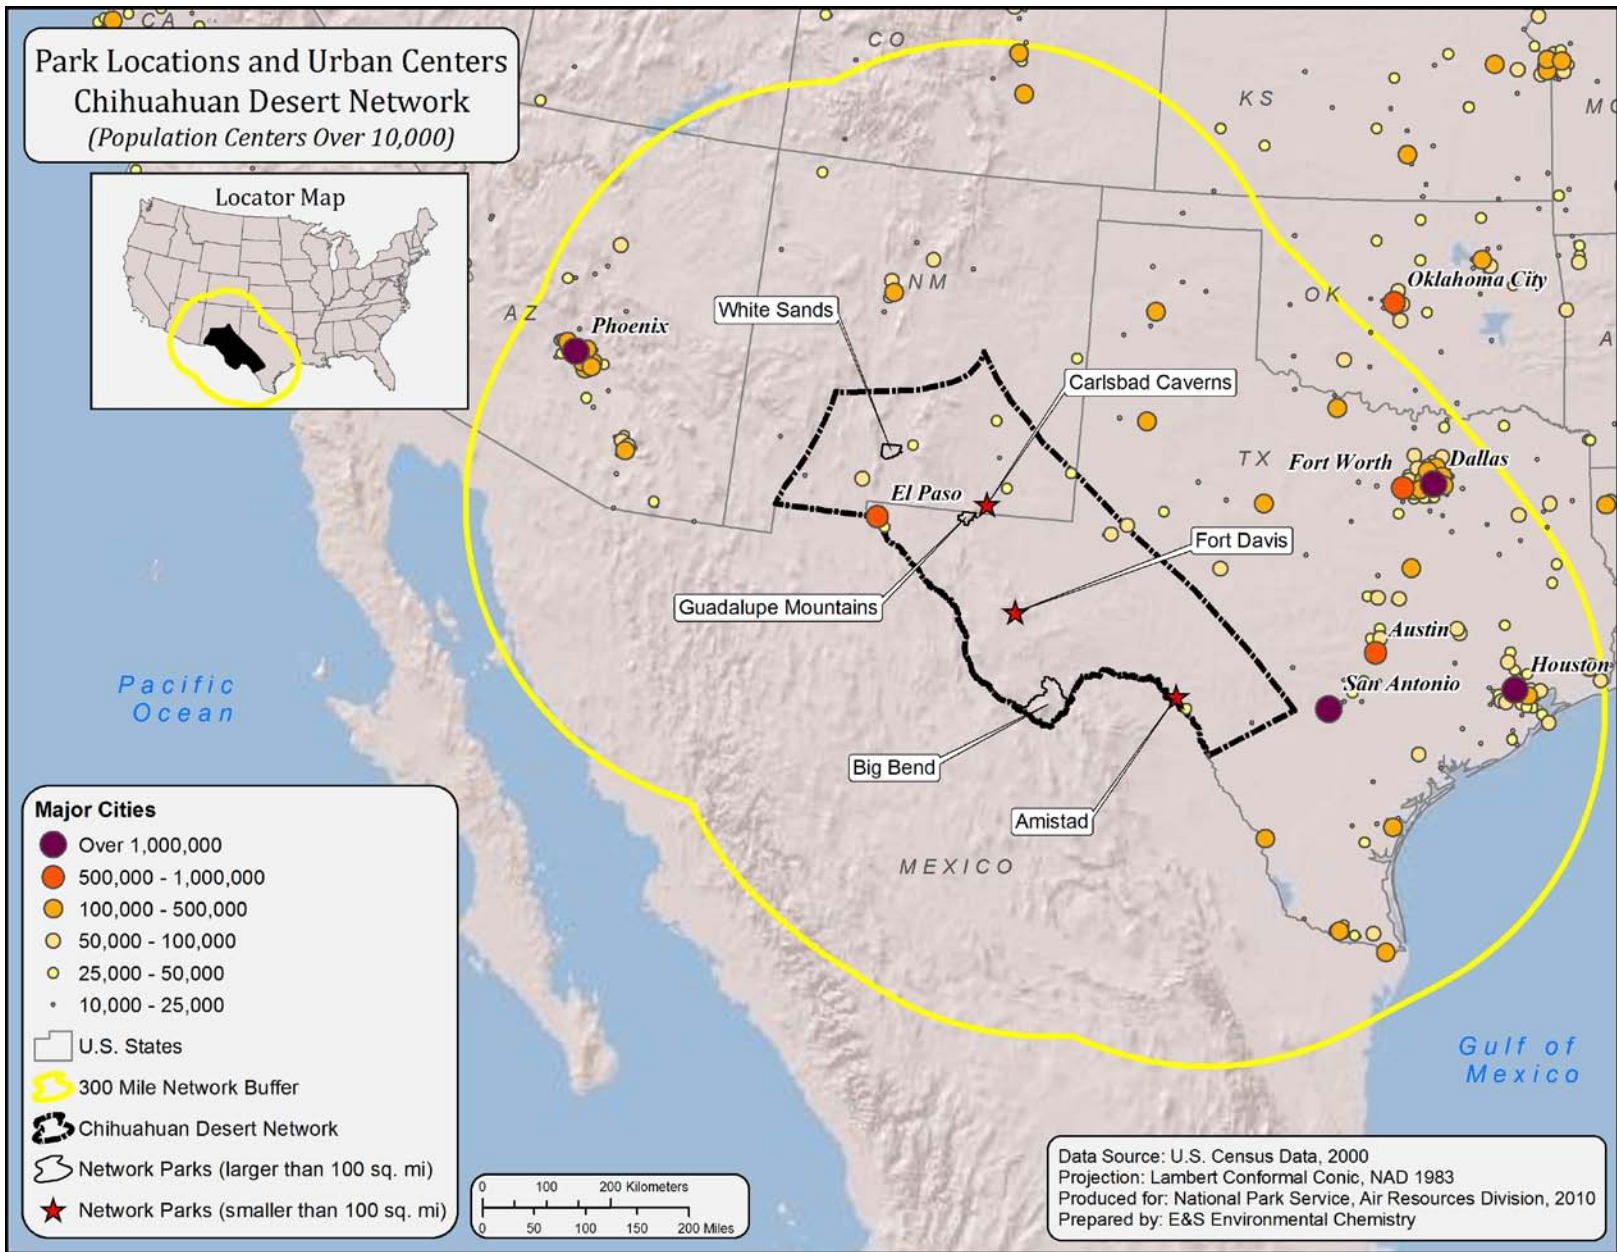 Park Locations and Urban Centers
Chihuahuan Desert Network
(Population Centers Over 10,000)
Locator Map
CA
CO
KS
MO
AZ
NM
OK
A
TX
MEXICO
Phoenix
Oklahoma City
White Sands
Carlsbad Caverns
El Paso
Fort Worth
Dallas
Fort Davis
Guadalupe Mountains
Austin
Houston
San Antonio
Big Bend
Amistad
Pacific
Ocean
Gulf of
Mexico
Major Cities
Over 1,000,000
500,000 - 1,000,000
100,000 - 500,000
50,000 - 100,000
25,000 - 50,000
10,000 - 25,000
U.S. States
300 Mile Network Buffer
Chihuahuan Desert Network
Network Parks (larger than 100 sq. mi)
Network Parks (smaller than 100 sq. mi)
0 100 200 Kilometers
0 50 100 150 200 Miles
Data Source: U.S. Census Data, 2000
Projection: Lambert Conformal Conic, NAD 1983
Produced for: National Park Service, Air Resources Division, 2010
Prepared by: E&S Environmental Chemistry